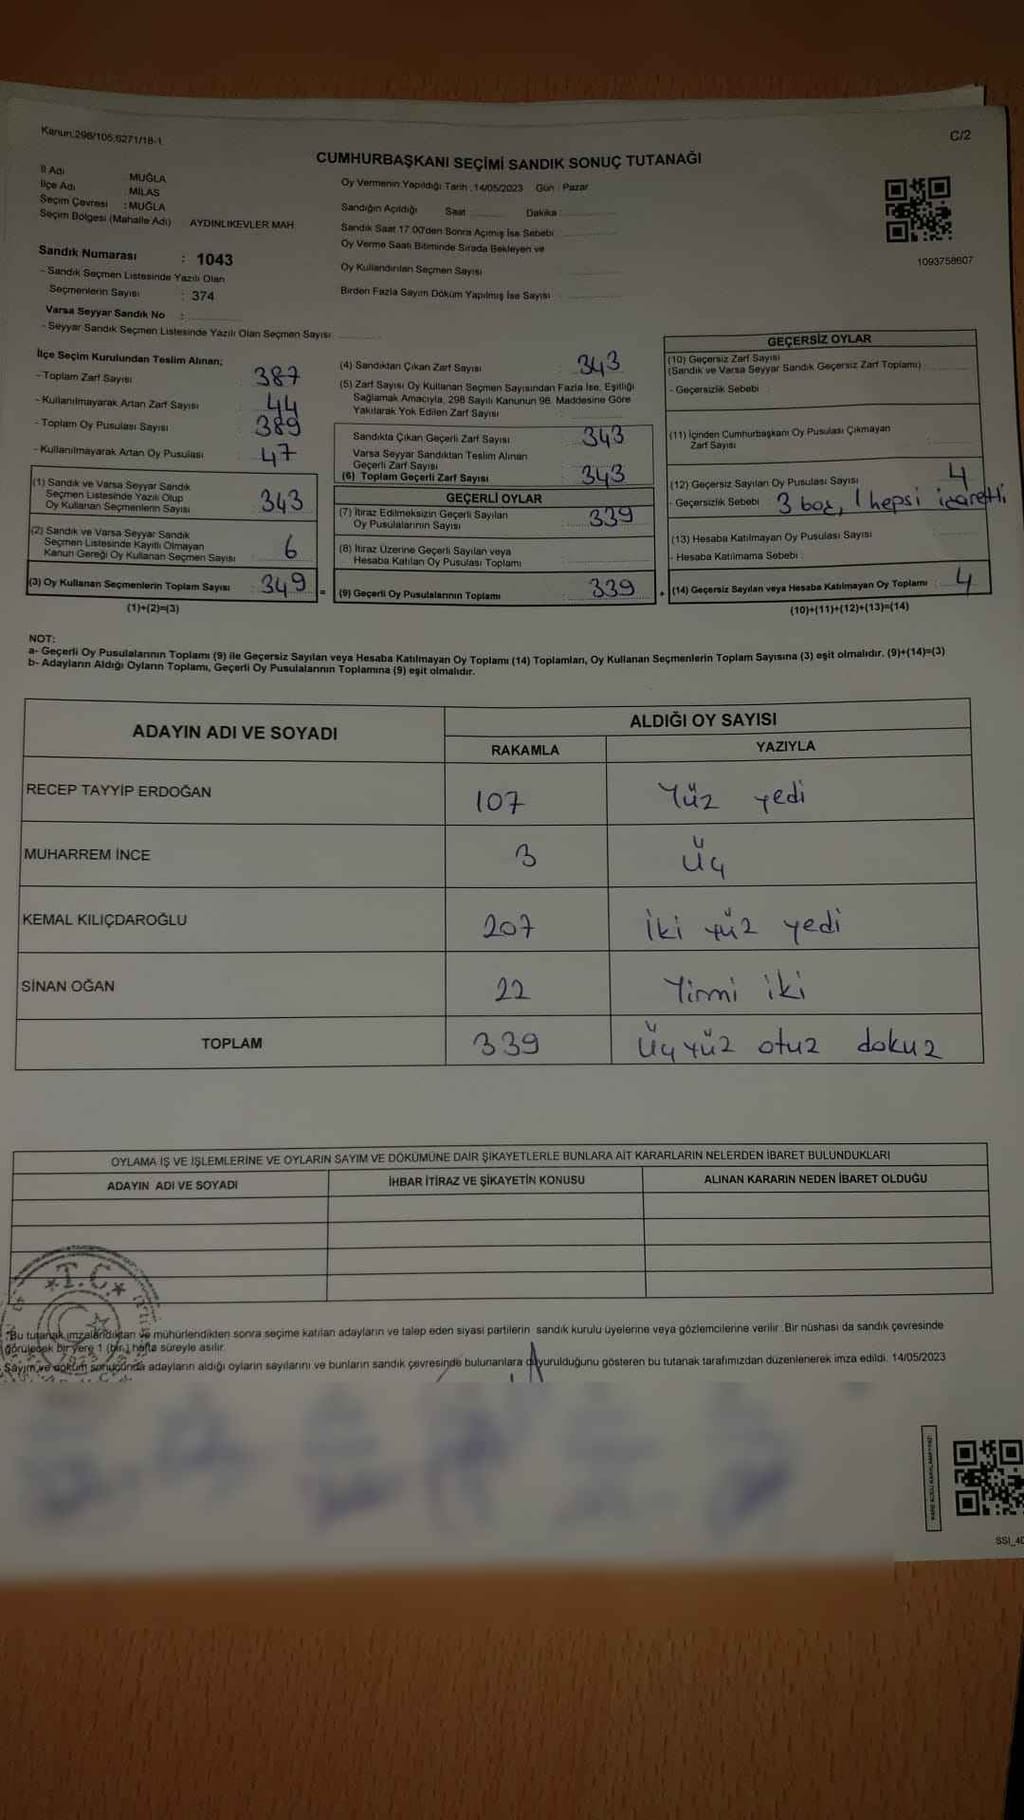 Kanun:298/105;6271/18-1
C/2
CUMHURBAŞKANI SEÇİMİ SANDIK SONUÇ TUTANAĞI
İl Adı MUĞLA
İlçe Adı MİLAS
Seçim Çevresi : MUĞLA
Seçim Bölgesi (Mahalle Adı) AYDINLIKEVLER MAH
Sandık Numarası : 1043
- Sandık Seçmen Listesinde Yazılı Olan
Seçmenlerin Sayısı : 374
Varsa Seyyar Sandık No :
- Seyyar Sandık Seçmen Listesinde Yazılı Olan Seçmen Sayısı
Oy Vermenin Yapıldığı Tarih : 14/05/2023 Gün : Pazar
Sandığın Açıldığı Saat Dakika :
Sandık Saat 17.00'den Sonra Açılmış İse Sebebi
Oy Verme Saati Bitiminde Sırada Bekleyen ve
Oy Kullandırılan Seçmen Sayısı
Birden Fazla Sayım Döküm Yapılmış İse Sayısı
1093758607
İlçe Seçim Kurulundan Teslim Alınan;
- Toplam Zarf Sayısı 387
- Kullanılmayarak Artan Zarf Sayısı 44
- Toplam Oy Pusulası Sayısı 389
- Kullanılmayarak Artan Oy Pusulası 47
(1) Sandık ve Varsa Seyyar Sandık
Seçmen Listesinde Yazılı Olup
Oy Kullanan Seçmenlerin Sayısı 343
(2) Sandık ve Varsa Seyyar Sandık
Seçmen Listesinde Kayıtlı Olmayan
Kanun Gereği Oy Kullanan Seçmen Sayısı 6
(3) Oy Kullanan Seçmenlerin Toplam Sayısı 349 =
(1)+(2)=(3)
(4) Sandıktan Çıkan Zarf Sayısı : 343
(5) Zarf Sayısı Oy Kullanan Seçmen Sayısından Fazla İse, Eşitliği
Sağlamak Amacıyla, 298 Sayılı Kanunun 98. Maddesine Göre
Yakılarak Yok Edilen Zarf Sayısı
Sandıkta Çıkan Geçerli Zarf Sayısı : 343
Varsa Seyyar Sandıktan Teslim Alınan
Geçerli Zarf Sayısı
(6) Toplam Geçerli Zarf Sayısı 343
GEÇERLİ OYLAR
(7) İtiraz Edilmeksizin Geçerli Sayılan
Oy Pusulalarının Sayısı 339
(8) İtiraz Üzerine Geçerli Sayılan veya
Hesaba Katılan Oy Pusulası Toplamı
(9) Geçerli Oy Pusulalarının Toplamı 339 +
GEÇERSİZ OYLAR
(10) Geçersiz Zarf Sayısı
(Sandık ve Varsa Seyyar Sandık Geçersiz Zarf Toplamı)
- Geçersizlik Sebebi
(11) İçinden Cumhurbaşkanı Oy Pusulası Çıkmayan
Zarf Sayısı
(12) Geçersiz Sayılan Oy Pusulası Sayısı 4
- Geçersizlik Sebebi 3 boş, 1 hepsi işaretli
(13) Hesaba Katılmayan Oy Pusulası Sayısı
- Hesaba Katılmama Sebebi :
(14) Geçersiz Sayılan veya Hesaba Katılmayan Oy Toplamı : 4
(10)+(11)+(12)+(13)=(14)
NOT:
a- Geçerli Oy Pusulalarının Toplamı (9) ile Geçersiz Sayılan veya Hesaba Katılmayan Oy Toplamı (14) Toplamları, Oy Kullanan Seçmenlerin Toplam Sayısına (3) eşit olmalıdır. (9)+(14)=(3)
b- Adayların Aldığı Oyların Toplamı, Geçerli Oy Pusulalarının Toplamına (9) eşit olmalıdır.
ADAYIN ADI VE SOYADI ALDIĞI OY SAYISI
RAKAMLA YAZIYLA
RECEP TAYYİP ERDOĞAN 107 Yüz yedi
MUHARREM İNCE 3 Üç
KEMAL KILIÇDAROĞLU 207 İki yüz yedi
SİNAN OĞAN 22 Yirmi iki
TOPLAM 339 Üç yüz otuz dokuz
OYLAMA İŞ VE İŞLEMLERİNE VE OYLARIN SAYIM VE DÖKÜMÜNE DAİR ŞİKAYETLERLE BUNLARA AİT KARARLARIN NELERDEN İBARET BULUNDUKLARI
ADAYIN ADI VE SOYADI İHBAR İTİRAZ VE ŞİKAYETİN KONUSU ALINAN KARARIN NEDEN İBARET OLDUĞU
*T.C.*
*Bu tutanak imzalandıktan ve mühürlendikten sonra seçime katılan adayların ve talep eden siyasi partilerin sandık kurulu üyelerine veya gözlemcilerine verilir. Bir nüshası da sandık çevresinde
görülecek bir yere 1 (bir) hafta süreyle asılır.
Sayım ve döküm sonucunda adayların aldığı oyların sayılarını ve bunların sandık çevresinde bulunanlara duyurulduğunu gösteren bu tutanak tarafımızdan düzenlenerek imza edildi. 14/05/2023